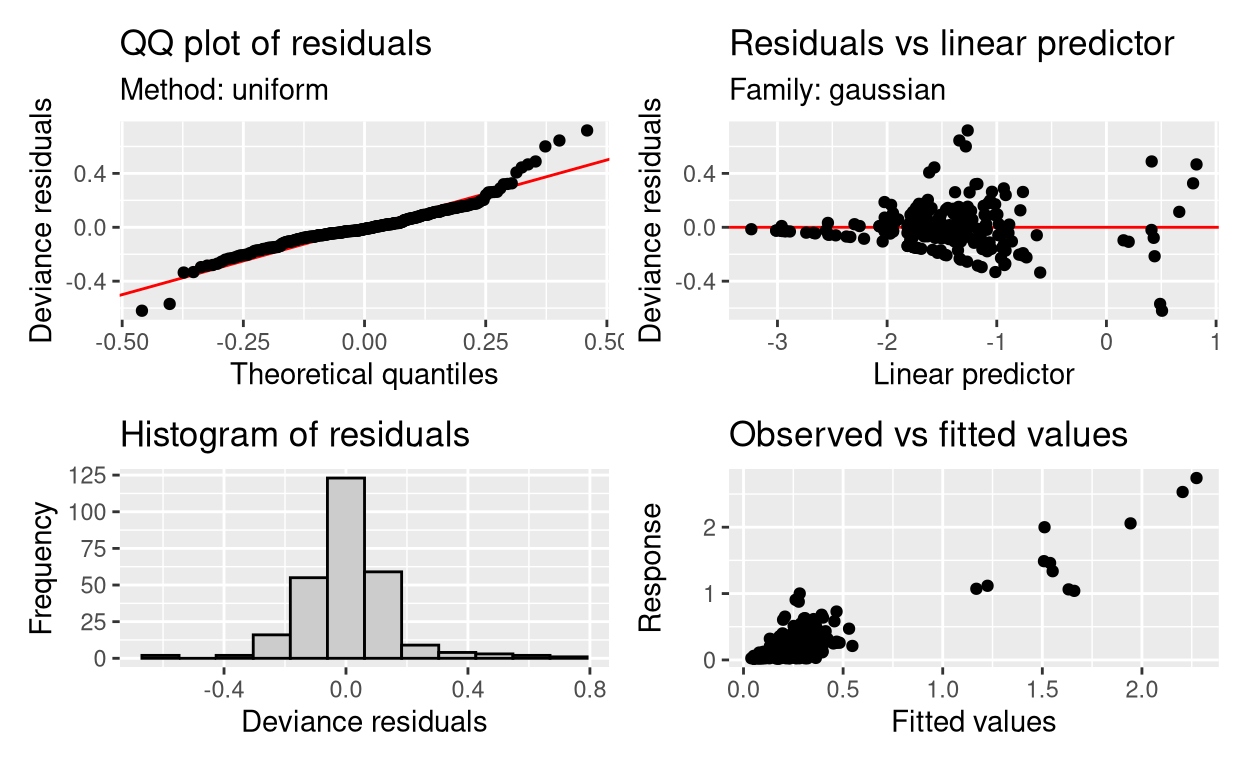 QQ plot of residuals
Method: uniform
Deviance residuals
0.4
0.0
-0.4
-0.50
-0.25
0.00
0.25
Theoretical quantiles
Residuals vs linear predictor
Family: gaussian
Deviance residuals
0.4
0.0
-0.4
-3
-2
-1
0
1
Linear predictor
Histogram of residuals
Frequency
125
100
75
50
25
0
-0.4
0.0
0.4
0.8
Deviance residuals
Observed vs fitted values
Response
2
1
0
0.0
0.5
1.0
1.5
2.0
Fitted values